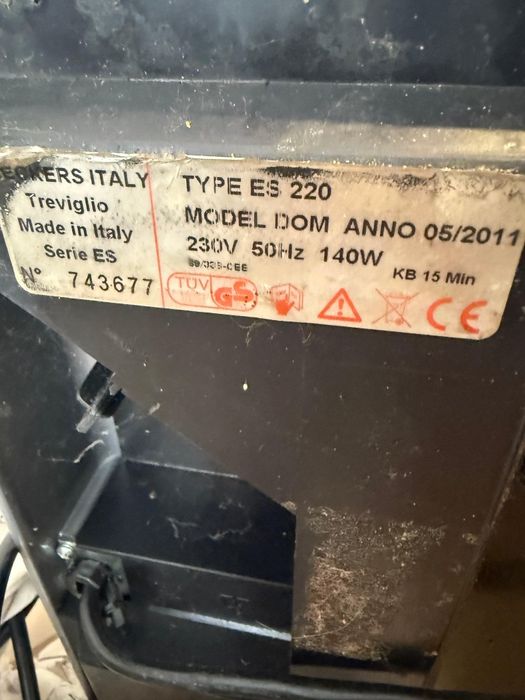 ECKERS ITALY
Treviglio
Made in Italy
Serie ES
N° 743677
TYPE ES 220
MODEL DOM ANNO 05/2011
230V 50Hz 140W
KB 15 Min
TÜV
GS
CE